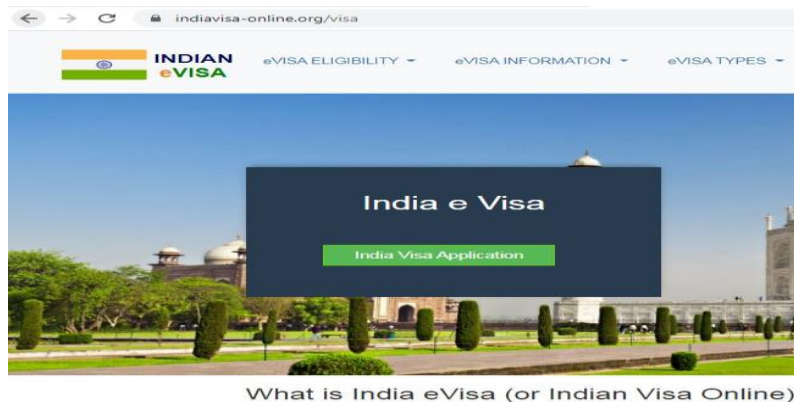 indiavisa-online.org/visa
INDIAN eVISA ELIGIBILITY eVISA INFORMATION eVISA TYPES
eVISA
India e Visa
India Visa Application
What is India eVisa (or Indian Visa Online)